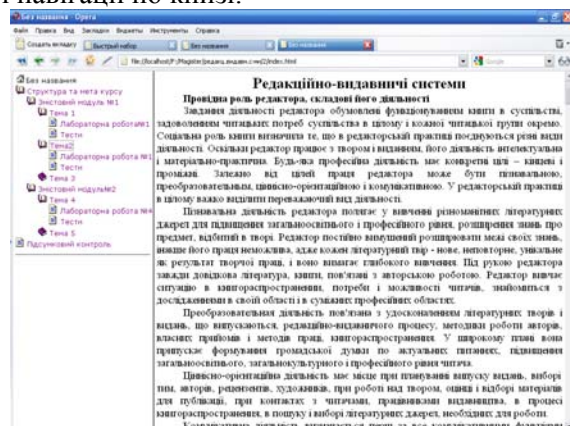 навігації по книзі.
Без названия - Opera
Файл Правка Вид Закладки Виджеты Инструменты Справка
Создать вкладку Быстрый набор Без названия Без названия
Без названия
Структура та мета курсу
Змістовий модуль №1
Тема 1
Лабораторна робота№1
Тести
Тема2
Лабораторна робота №1
Тести
Тема 3
Змістовий модуль№2
Тема 4
Лабораторна робота №4
Тести
Тема 5
Підсумковий контроль
Редакційно-видавничі системи
Провідна роль редактора, складові його діяльності
Завдання діяльності редактора обумовлені функціонуванням книги в суспільстві,
задоволенням читацьких потреб суспільства в цілому і кожної читацької групи окремо.
Соціальна роль книги визначила те, що в редакторській практиці поєднуються різні види
діяльності. Оскільки редактор працює з твором і виданням, його діяльність інтелектуальна
і матеріально-практична. Будь-яка професійна діяльність має конкретні цілі – кінцеві і
проміжні. Залежно від цілей праця редактора може бути пізнавальною,
преобразовательным, ціннісно-орієнтаційною і комунікативною. У редакторській практиці
в цілому важко виділити переважаючий вид діяльності.
Пізнавальна діяльність редактора полягає у вивченні різноманітних літературних
джерел для підвищення загальноосвітнього і професійного рівня, розширення знань про
предмет, відбитий в творі. Редактор постійно вимушений розширювати межі своїх знань,
інакше його праця неможлива, адже кожен літературний твір - нове, неповторне, унікальне
як результат творчої праці, і воно вимагає глибокого вивчення. Під рукою редактора
завжди довідкова література, книги, пов'язані з авторською роботою. Редактор вивчає
ситуацію в книгораспространении, потреби і можливості читачів, знайомиться з
дослідженнями в своїй області і в суміжних професійних областях.
Преобразовательная діяльність пов'язана з удосконаленням літературних творів і
видань, що випускаються, редакційно-видавничого процесу, методики роботи авторів,
власних прийомів і методів праці, книгораспространения. У широкому плані вона
припускає формування громадської думки по актуальних питаннях, підвищення
загальноосвітнього, загальнокультурного і професійного рівня читача.
Ціннісно-орієнтаційна діяльність має місце при плануванні випуску видань, виборі
тим, авторів, рецензентів, художників, при роботі над твором, оцінці і відборі матеріалів
для публікації, при контактах з читачами, працівниками видавництва, в процесі
книгораспространения, в пошуку і виборі літературних джерел, необхідних для роботи.